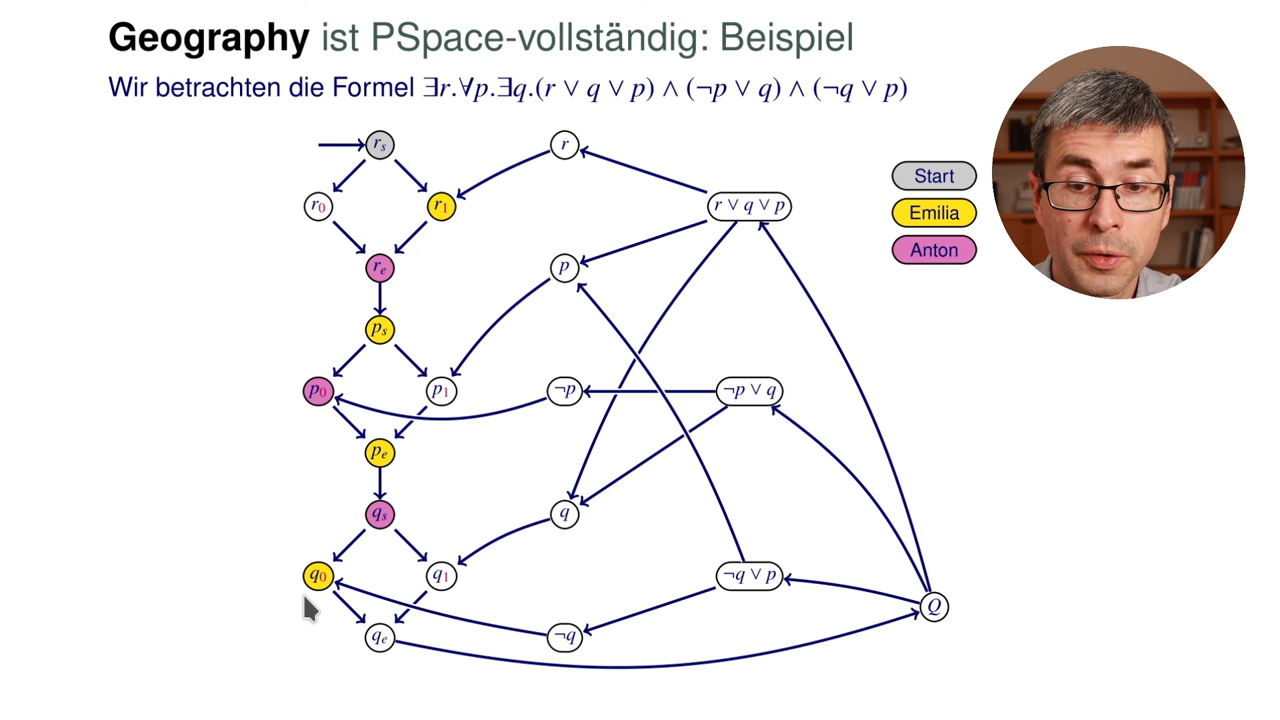 Geography ist PSpace-vollständig: Beispiel
Wir betrachten die Formel ∃r.∀p.∃q.(r ∨ q ∨ p) ∧ (¬p ∨ q) ∧ (¬q ∨ p)
rₛ
r
Start
r₀
r₁
r ∨ q ∨ p
Emilia
Anton
rₑ
p
pₛ
p₀
p₁
¬p
¬p ∨ q
pₑ
qₛ
q
q₀
q₁
¬q ∨ p
Q
qₑ
¬q